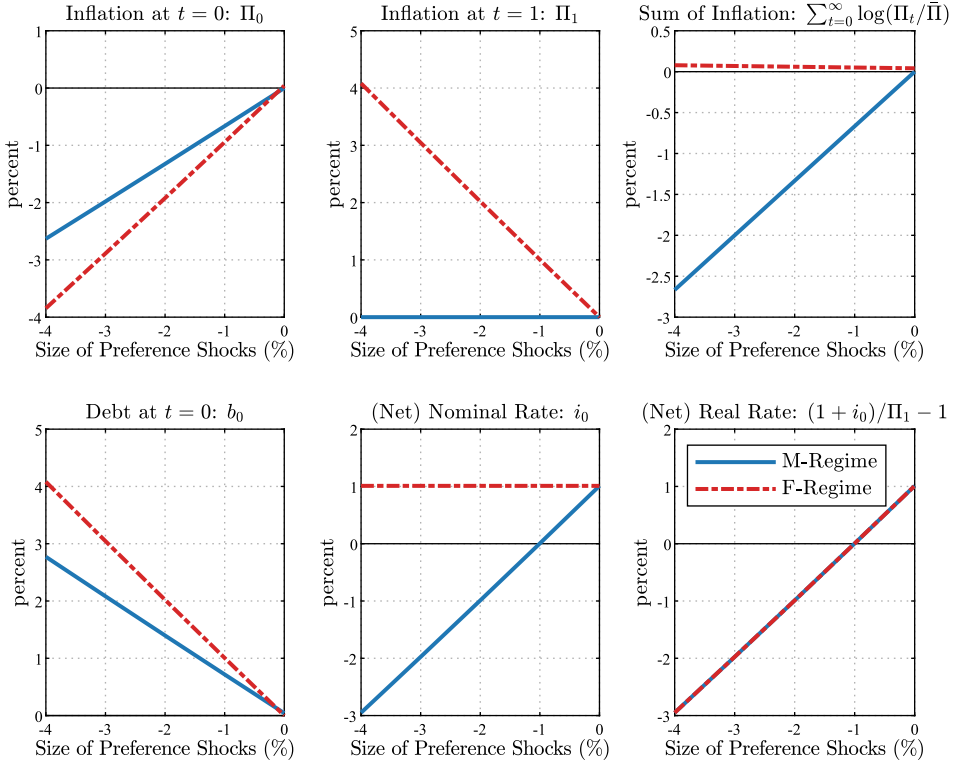 Inflation at t = 0: Π₀
1
0
-1
-2
-3
-4
percent
-4 -3 -2 -1 0
Size of Preference Shocks (%)
Inflation at t = 1: Π₁
5
4
3
2
1
0
percent
-4 -3 -2 -1 0
Size of Preference Shocks (%)
Sum of Inflation: ∑_{t=0}^{∞} log(Π_t/Π̄)
0.5
0
-0.5
-1
-1.5
-2
-2.5
-3
percent
-4 -3 -2 -1 0
Size of Preference Shocks (%)
Debt at t = 0: b₀
5
4
3
2
1
0
percent
-4 -3 -2 -1 0
Size of Preference Shocks (%)
(Net) Nominal Rate: i₀
2
1
0
-1
-2
-3
percent
-4 -3 -2 -1 0
Size of Preference Shocks (%)
(Net) Real Rate: (1 + i₀)/Π₁ − 1
2
1
0
-1
-2
-3
percent
M-Regime
F-Regime
-4 -3 -2 -1 0
Size of Preference Shocks (%)